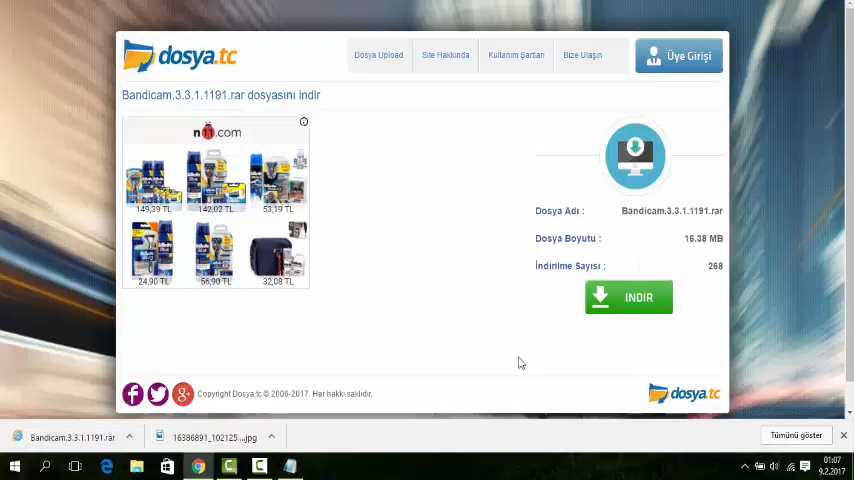 dosya.tc
Dosya Upload
Site Hakkında
Kullanım Şartları
Bize Ulaşın
Üye Girişi
Bandicam.3.3.1.1191.rar dosyasını indir
n11.com
149,39 TL
142,02 TL
53,19 TL
24,90 TL
56,90 TL
32,08 TL
Dosya Adı : Bandicam.3.3.1.1191.rar
Dosya Boyutu : 16.38 MB
İndirilme Sayısı : 268
INDIR
Copyright Dosya.tc © 2006-2017. Her hakkı saklıdır.
dosya.tc
Bandicam.3.3.1.1191.rar
16386891_102125....jpg
Tümünü göster
01:07
9.2.2017